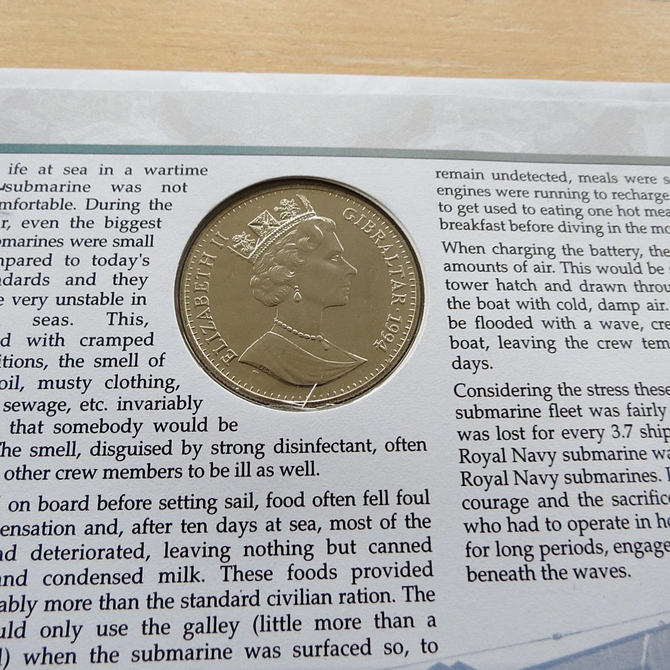 ife at sea in a wartime
submarine was not
mfortable. During the
r, even the biggest
bmarines were small
mpared to today's
ndards and they
e very unstable in
seas. This,
d with cramped
itions, the smell of
oil, musty clothing,
sewage, etc. invariably
that somebody would be
he smell, disguised by strong disinfectant, often
other crew members to be ill as well.
on board before setting sail, food often fell foul
ensation and, after ten days at sea, most of the
ad deteriorated, leaving nothing but canned
and condensed milk. These foods provided
ably more than the standard civilian ration. The
uld only use the galley (little more than a
l) when the submarine was surfaced so, to
ELIZABETH II GIBRALTAR 1994
remain undetected, meals were s
engines were running to recharge
to get used to eating one hot me
breakfast before diving in the mo
When charging the battery, the
amounts of air. This would be
tower hatch and drawn throu
the boat with cold, damp air.
be flooded with a wave, cre
boat, leaving the crew tem
days.
Considering the stress these
submarine fleet was fairly
was lost for every 3.7 ship
Royal Navy submarine wa
Royal Navy submarines.
courage and the sacrifice
who had to operate in ho
for long periods, engage
beneath the waves.